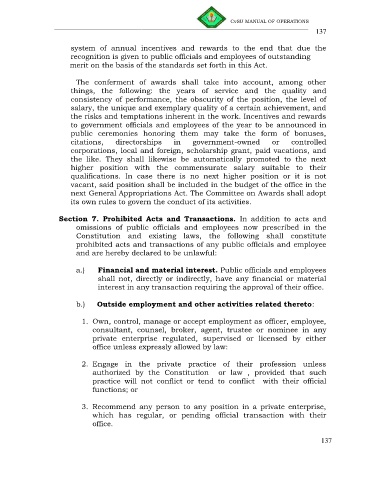 CvSU MANUAL OF OPERATIONS
137
system of annual incentives and rewards to the end that due the
recognition is given to public officials and employees of outstanding
merit on the basis of the standards set forth in this Act.
The conferment of awards shall take into account, among other
things, the following: the years of service and the quality and
consistency of performance, the obscurity of the position, the level of
salary, the unique and exemplary quality of a certain achievement, and
the risks and temptations inherent in the work. Incentives and rewards
to government officials and employees of the year to be announced in
public ceremonies honoring them may take the form of bonuses,
citations, directorships in government-owned or controlled
corporations, local and foreign, scholarship grant, paid vacations, and
the like. They shall likewise be automatically promoted to the next
higher position with the commensurate salary suitable to their
qualifications. In case there is no next higher position or it is not
vacant, said position shall be included in the budget of the office in the
next General Appropriations Act. The Committee on Awards shall adopt
its own rules to govern the conduct of its activities.
Section 7. Prohibited Acts and Transactions. In addition to acts and
omissions of public officials and employees now prescribed in the
Constitution and existing laws, the following shall constitute
prohibited acts and transactions of any public officials and employee
and are hereby declared to be unlawful:
a.) Financial and material interest. Public officials and employees
shall not, directly or indirectly, have any financial or material
interest in any transaction requiring the approval of their office.
b.) Outside employment and other activities related thereto:
1. Own, control, manage or accept employment as officer, employee,
consultant, counsel, broker, agent, trustee or nominee in any
private enterprise regulated, supervised or licensed by either
office unless expressly allowed by law:
2. Engage in the private practice of their profession unless
authorized by the Constitution or law , provided that such
practice will not conflict or tend to conflict with their official
functions; or
3. Recommend any person to any position in a private enterprise,
which has regular, or pending official transaction with their
office.
137